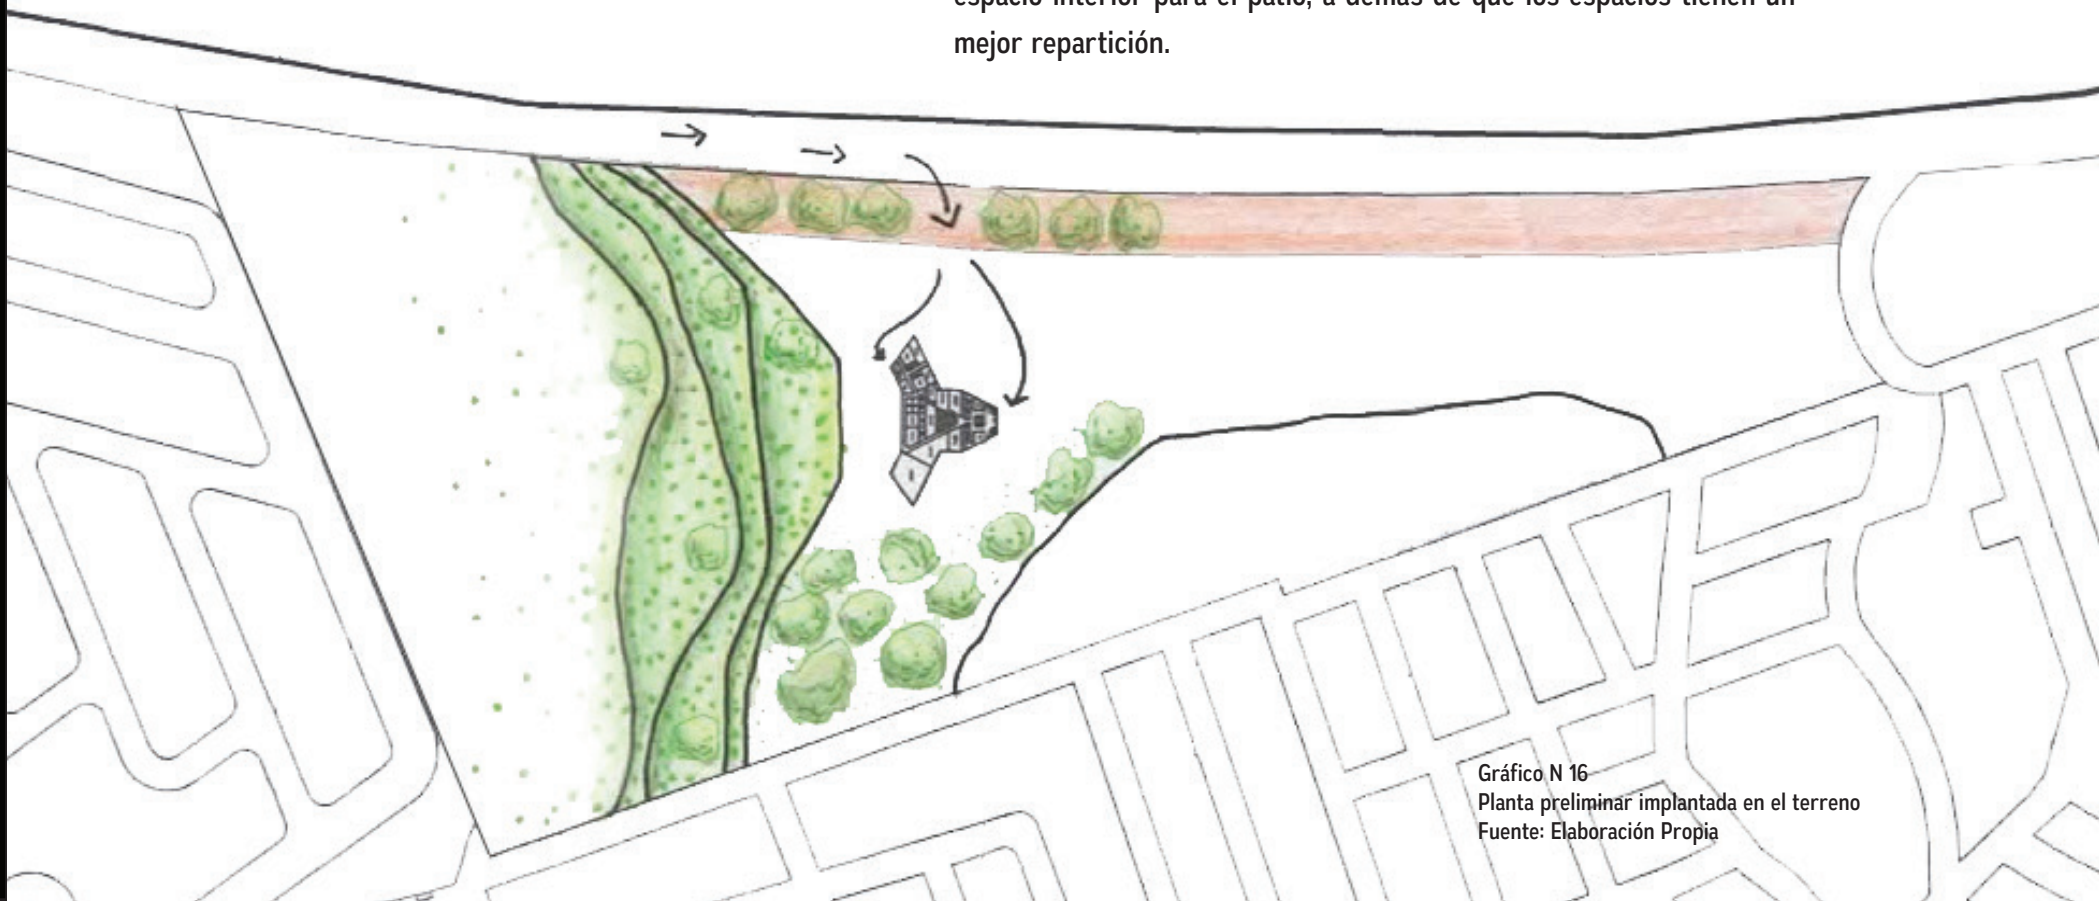 espacio interior para el patio, a demás de que los espacios tienen un
mejor repartición.
Gráfico N 16
Planta preliminar implantada en el terreno
Fuente: Elaboración Propia